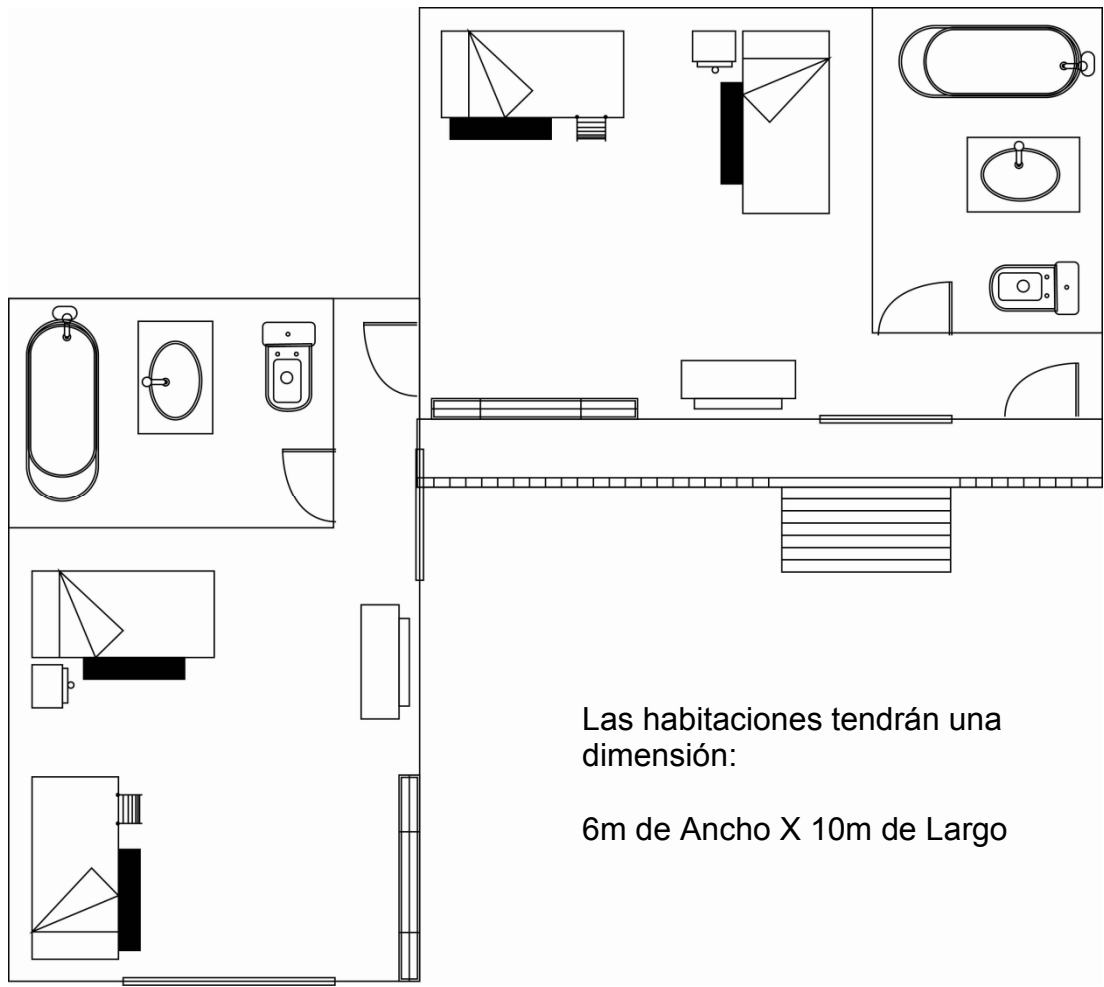 Las habitaciones tendrán una
dimensión:
6m de Ancho X 10m de Largo